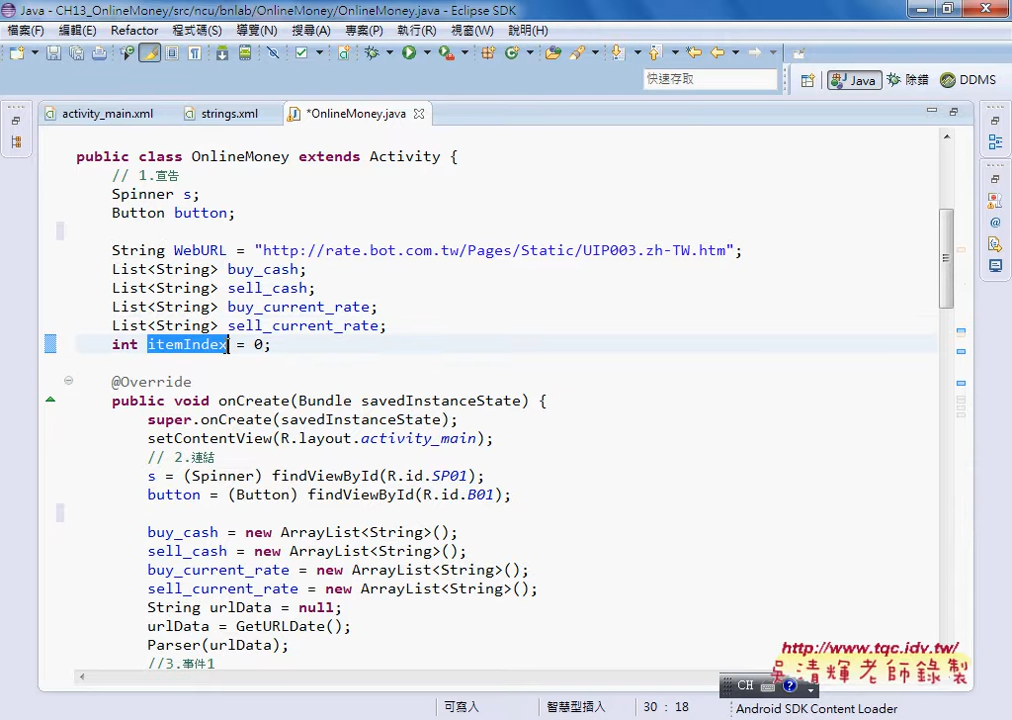 Java - CH13_OnlineMoney/src/ncu/bnlab/OnlineMoney/OnlineMoney.java - Eclipse SDK
檔案(F) 編輯(E) Refactor 程式碼(S) 導覽(N) 搜尋(A) 專案(P) 執行(R) 視窗(W) 說明(H)
快速存取 Java 除錯 DDMS
activity_main.xml strings.xml *OnlineMoney.java
public class OnlineMoney extends Activity {
// 1.宣告
Spinner s;
Button button;
String WebURL = "http://rate.bot.com.tw/Pages/Static/UIP003.zh-TW.htm";
List<String> buy_cash;
List<String> sell_cash;
List<String> buy_current_rate;
List<String> sell_current_rate;
int itemIndex = 0;
@Override
public void onCreate(Bundle savedInstanceState) {
super.onCreate(savedInstanceState);
setContentView(R.layout.activity_main);
// 2.連結
s = (Spinner) findViewById(R.id.SP01);
button = (Button) findViewById(R.id.B01);
buy_cash = new ArrayList<String>();
sell_cash = new ArrayList<String>();
buy_current_rate = new ArrayList<String>();
sell_current_rate = new ArrayList<String>();
String urlData = null;
urlData = GetURLDate();
Parser(urlData);
//3.事件1
http://www.tqc.idv.tw/
吳清輝老師錄製
CH
可寫入 智慧型插入 30 : 18 Android SDK Content Loader